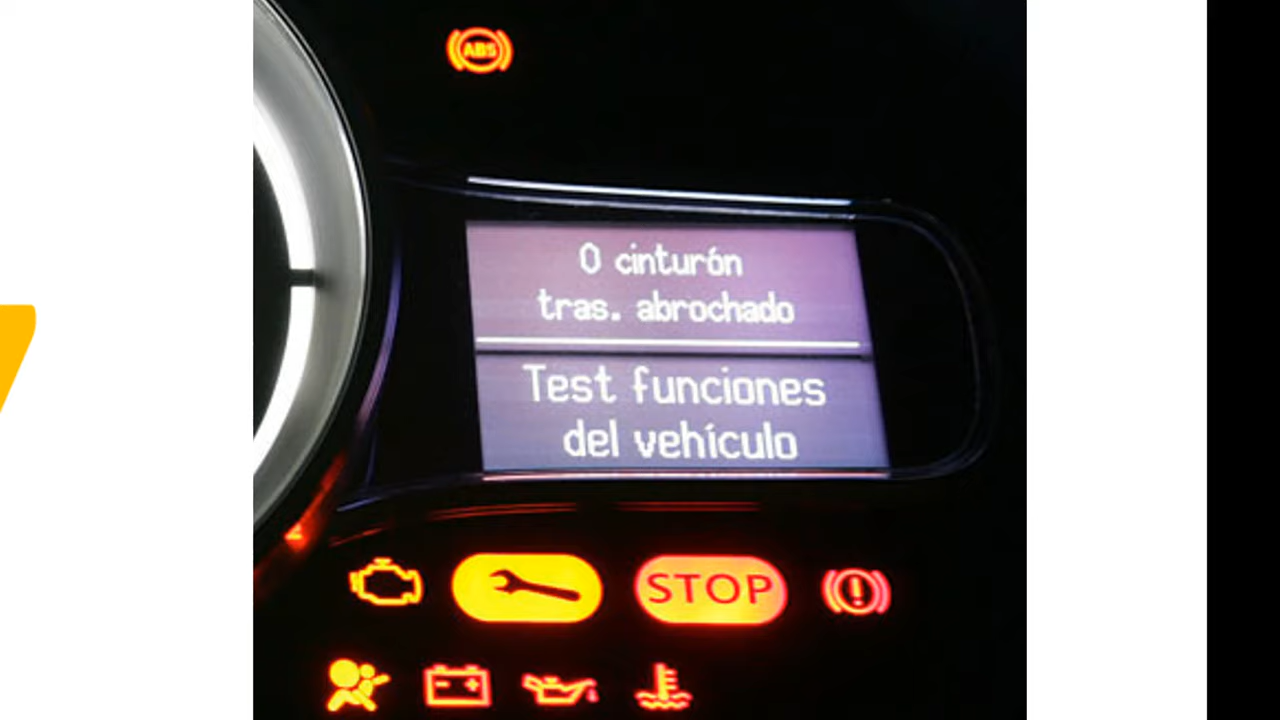 ABS
0 cinturón
tras. abrochado
Test funciones
del vehículo
STOP